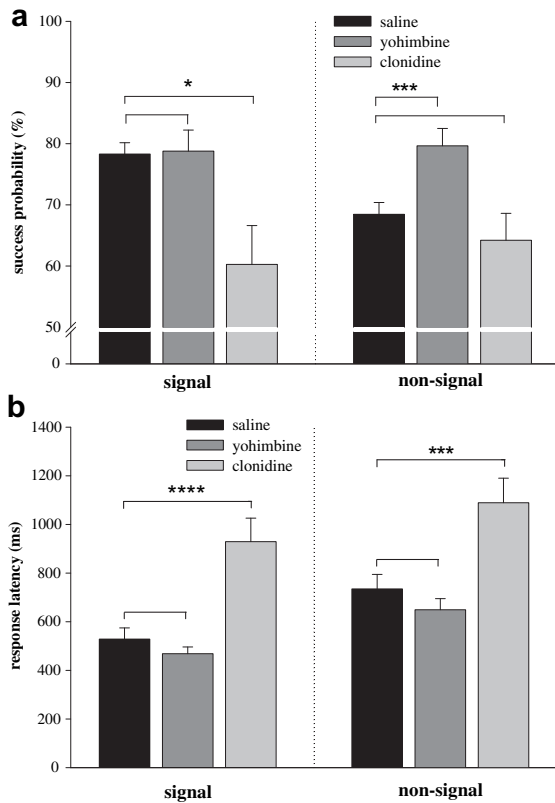 a
success probability (%)
100
90
80
70
60
50
0
saline
yohimbine
clonidine
*
***
signal
non-signal
b
response latency (ms)
1400
1200
1000
800
600
400
200
0
saline
yohimbine
clonidine
****
***
signal
non-signal